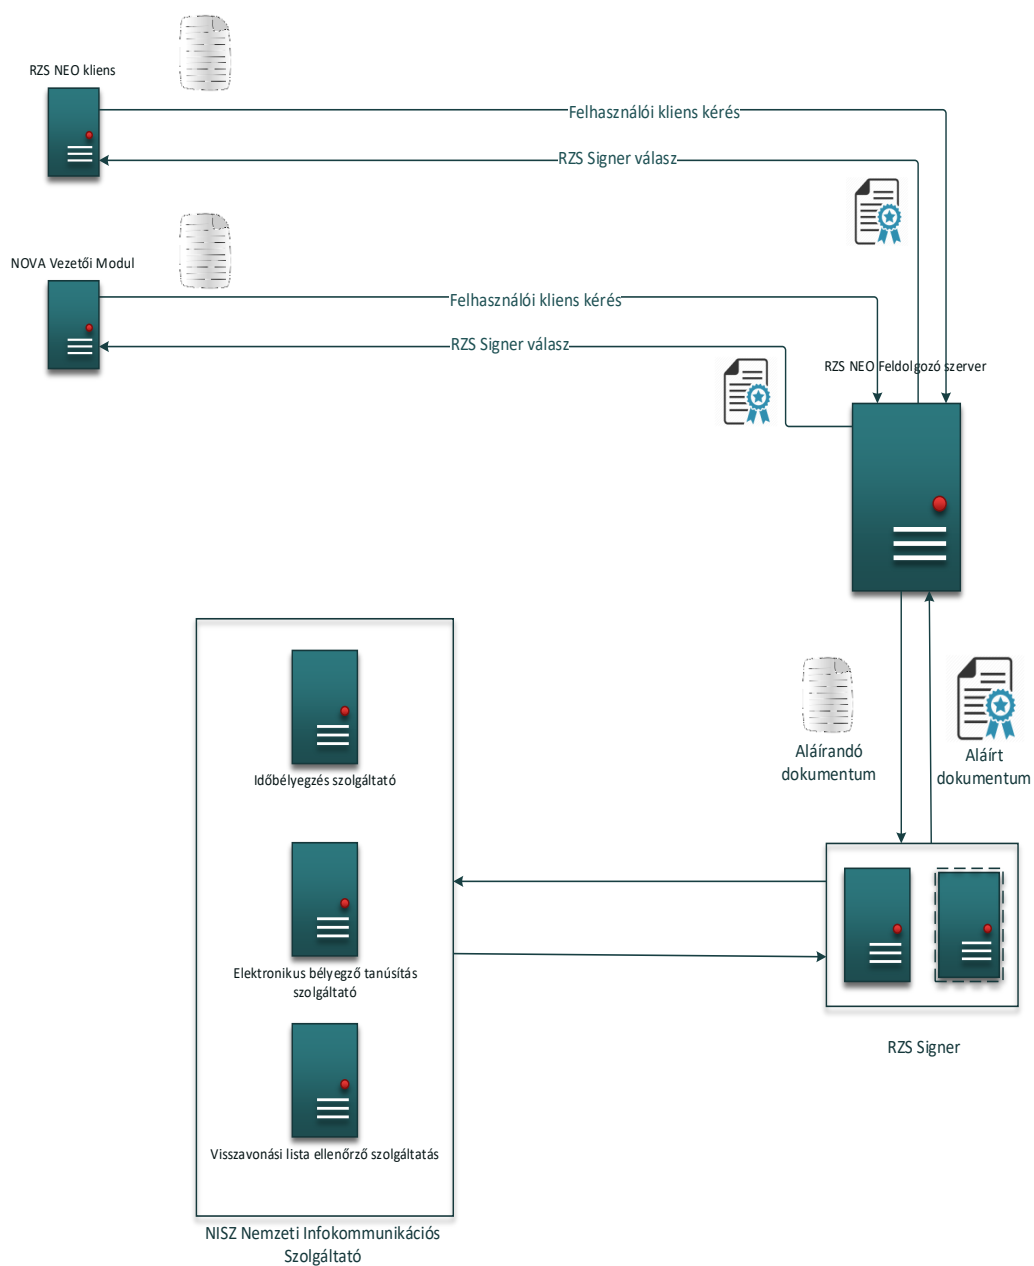 RZS NEO kliens
Felhasználói kliens kérés
RZS Signer válasz
NOVA Vezetői Modul
Felhasználói kliens kérés
RZS Signer válasz
RZS NEO Feldolgozó szerver
Aláírandó
dokumentum
Aláírt
dokumentum
Időbélyegzés szolgáltató
Elektronikus bélyegző tanúsítás
szolgáltató
RZS Signer
Visszavonási lista ellenőrző szolgáltatás
NISZ Nemzeti Infokommunikációs
Szolgáltató